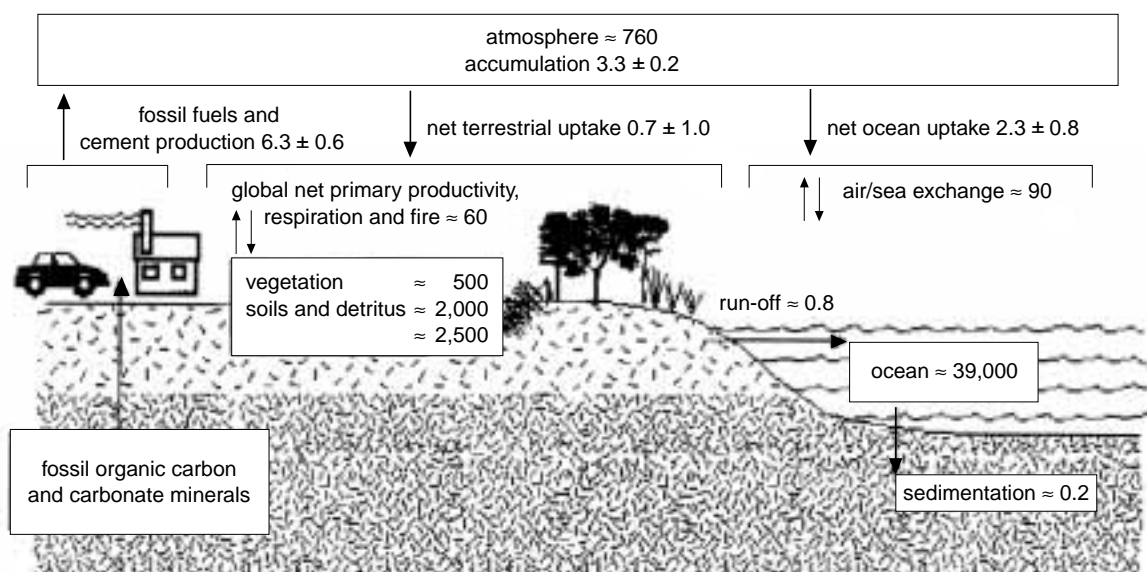 atmosphere ≈ 760
accumulation 3.3 ± 0.2
fossil fuels and
cement production 6.3 ± 0.6
net terrestrial uptake 0.7 ± 1.0
net ocean uptake 2.3 ± 0.8
global net primary productivity,
respiration and fire ≈ 60
air/sea exchange ≈ 90
vegetation ≈ 500
soils and detritus ≈ 2,000
≈ 2,500
run-off ≈ 0.8
ocean ≈ 39,000
fossil organic carbon
and carbonate minerals
sedimentation ≈ 0.2